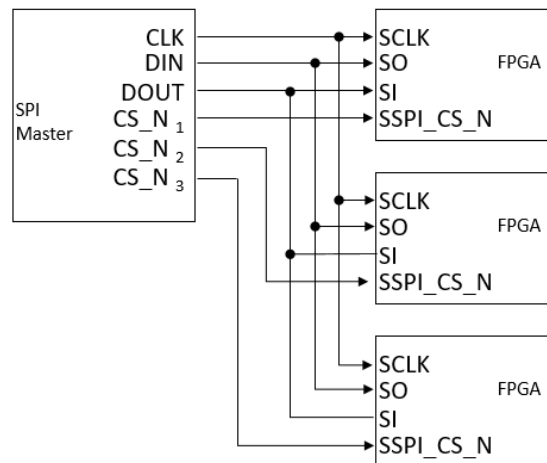 SPI
Master
CLK
DIN
DOUT
CS_N 1
CS_N 2
CS_N 3
SCLK
SO
SI
SSPI_CS_N
FPGA
SCLK
SO
SI
SSPI_CS_N
FPGA
SCLK
SO
SI
SSPI_CS_N
FPGA